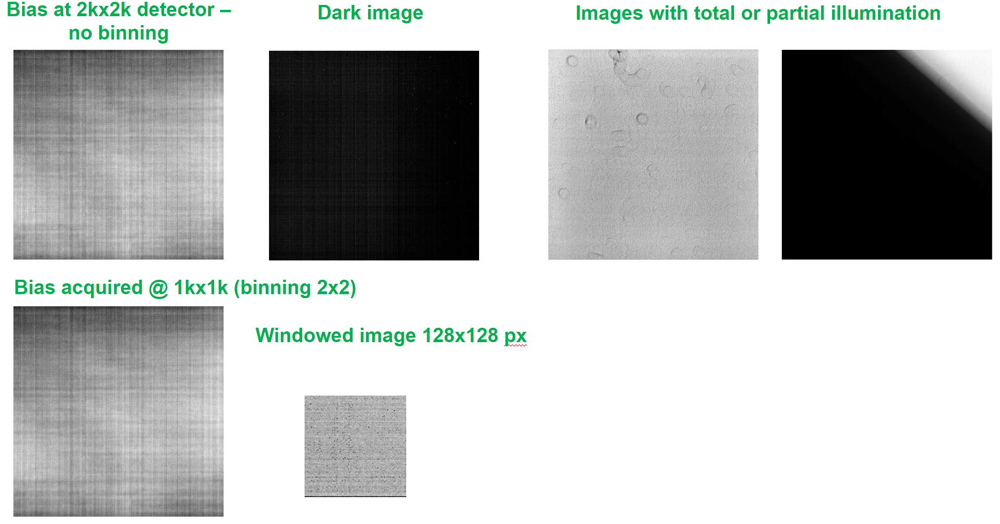 Bias at 2kx2k detector –
no binning
Dark image
Images with total or partial illumination
Bias acquired @ 1kx1k (binning 2x2)
Windowed image 128x128 px